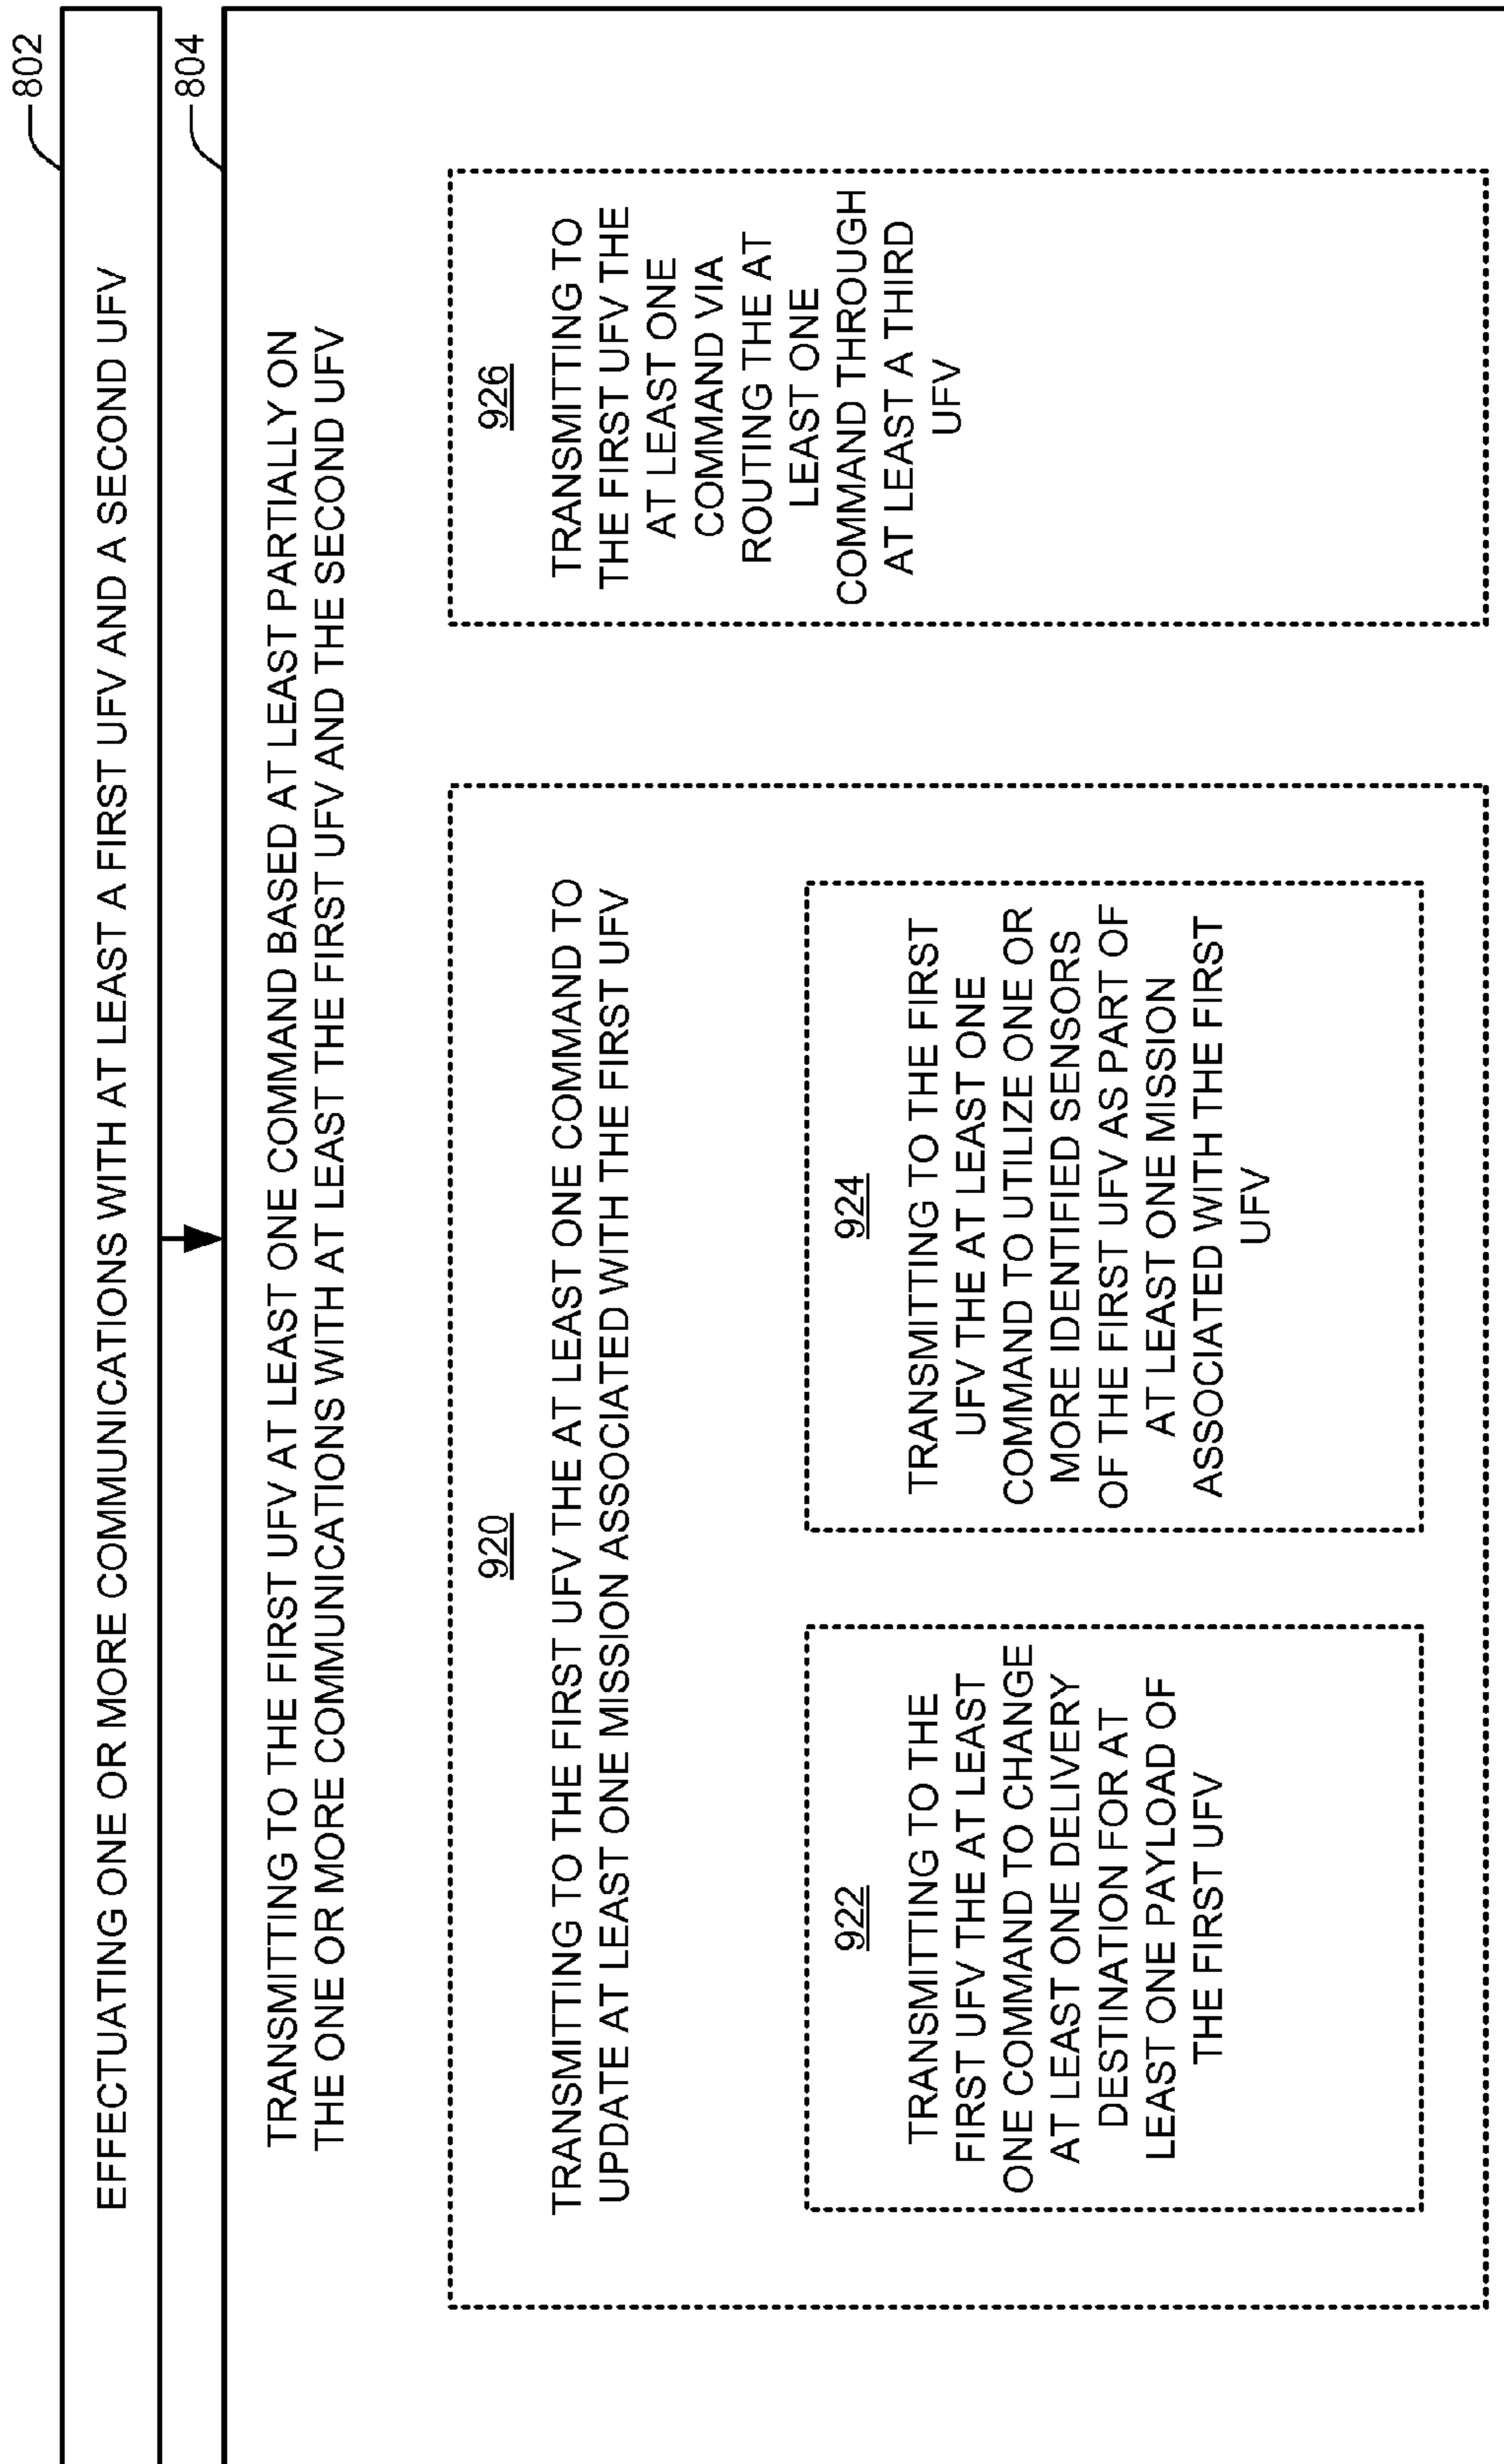 802
EFFECTUATING ONE OR MORE COMMUNICATIONS WITH AT LEAST A FIRST UFV AND A SECOND UFV
804
TRANSMITTING TO THE FIRST UFV AT LEAST ONE COMMAND BASED AT LEAST PARTIALLY ON
THE ONE OR MORE COMMUNICATIONS WITH AT LEAST THE FIRST UFV AND THE SECOND UFV
920
TRANSMITTING TO THE FIRST UFV THE AT LEAST ONE COMMAND TO
UPDATE AT LEAST ONE MISSION ASSOCIATED WITH THE FIRST UFV
922
TRANSMITTING TO THE
FIRST UFV THE AT LEAST
ONE COMMAND TO CHANGE
AT LEAST ONE DELIVERY
DESTINATION FOR AT
LEAST ONE PAYLOAD OF
THE FIRST UFV
924
TRANSMITTING TO THE FIRST
UFV THE AT LEAST ONE
COMMAND TO UTILIZE ONE OR
MORE IDENTIFIED SENSORS
OF THE FIRST UFV AS PART OF
AT LEAST ONE MISSION
ASSOCIATED WITH THE FIRST
UFV
926
TRANSMITTING TO
THE FIRST UFV THE
AT LEAST ONE
COMMAND VIA
ROUTING THE AT
LEAST ONE
COMMAND THROUGH
AT LEAST A THIRD
UFV